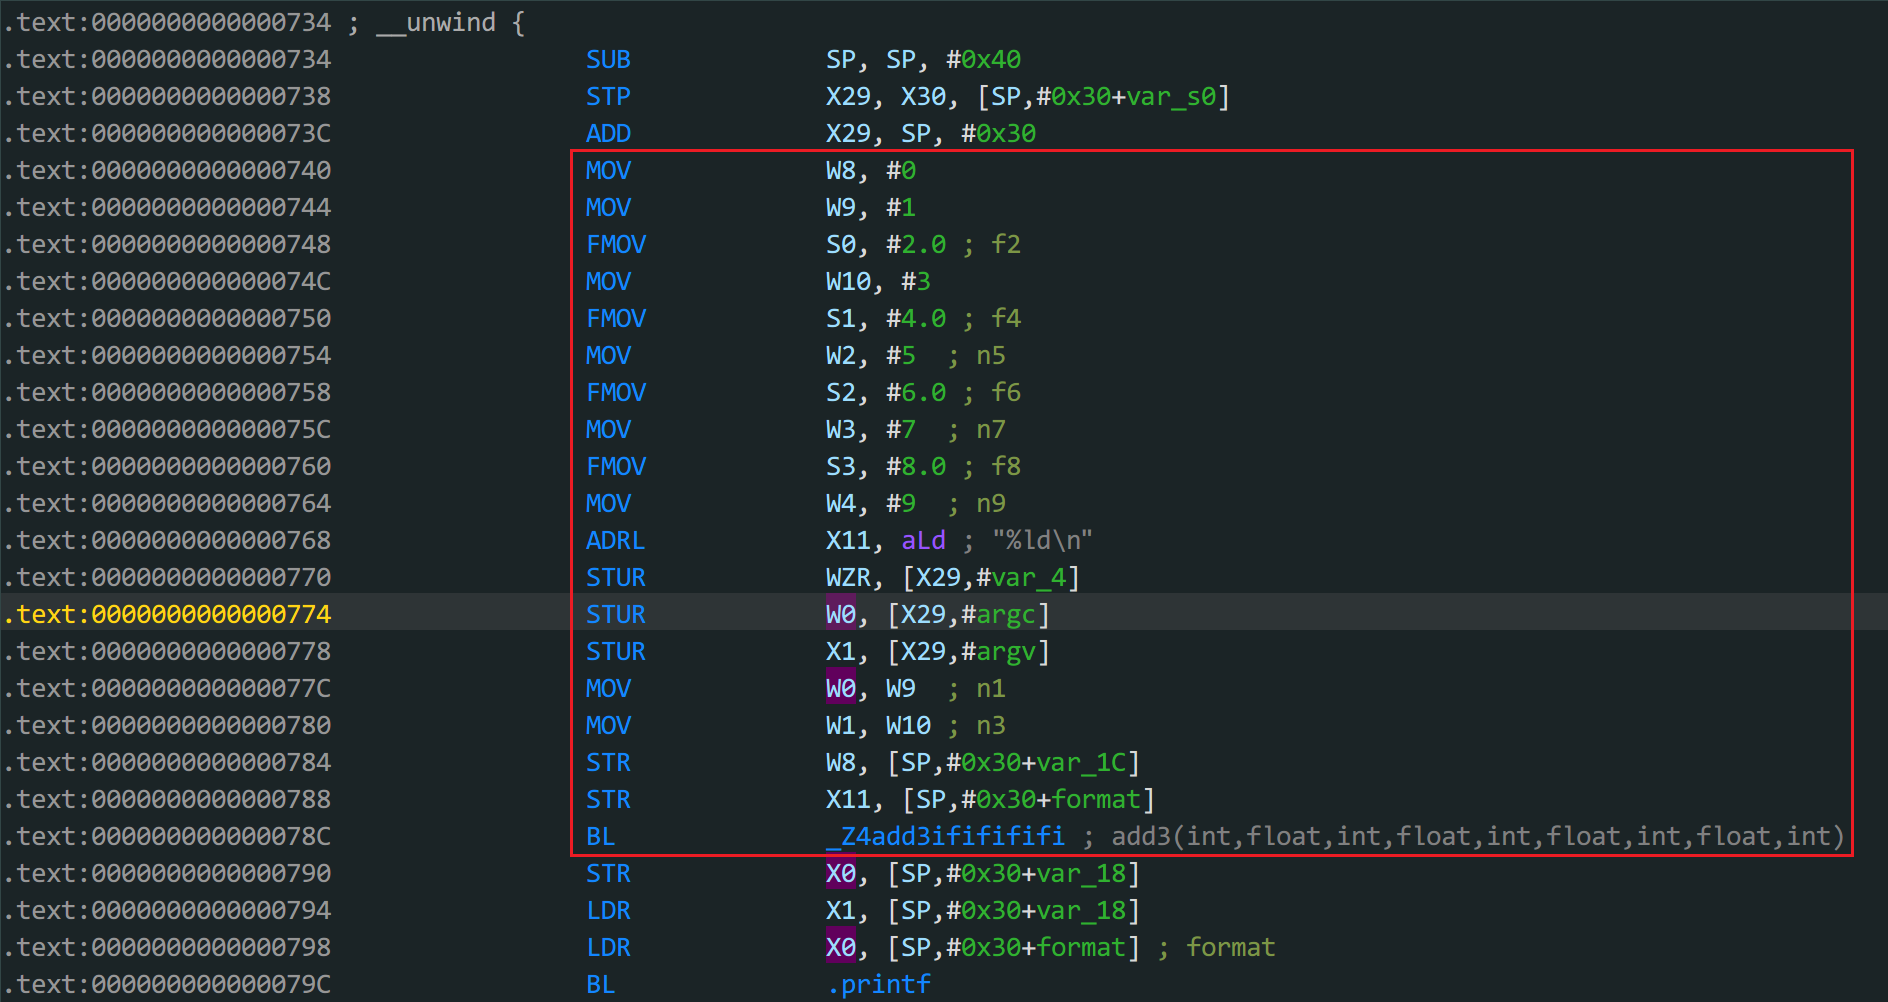 .text:0000000000000734 ; __unwind {
.text:0000000000000734 SUB SP, SP, #0x40
.text:0000000000000738 STP X29, X30, [SP,#0x30+var_s0]
.text:000000000000073C ADD X29, SP, #0x30
.text:0000000000000740 MOV W8, #0
.text:0000000000000744 MOV W9, #1
.text:0000000000000748 FMOV S0, #2.0 ; f2
.text:000000000000074C MOV W10, #3
.text:0000000000000750 FMOV S1, #4.0 ; f4
.text:0000000000000754 MOV W2, #5 ; n5
.text:0000000000000758 FMOV S2, #6.0 ; f6
.text:000000000000075C MOV W3, #7 ; n7
.text:0000000000000760 FMOV S3, #8.0 ; f8
.text:0000000000000764 MOV W4, #9 ; n9
.text:0000000000000768 ADRL X11, aLd ; "%ld\n"
.text:0000000000000770 STUR WZR, [X29,#var_4]
.text:0000000000000774 STUR W0, [X29,#argc]
.text:0000000000000778 STUR X1, [X29,#argv]
.text:000000000000077C MOV W0, W9 ; n1
.text:0000000000000780 MOV W1, W10 ; n3
.text:0000000000000784 STR W8, [SP,#0x30+var_1C]
.text:0000000000000788 STR X11, [SP,#0x30+format]
.text:000000000000078C BL _Z4add3ififififi ; add3(int,float,int,float,int,float,int,float,int)
.text:0000000000000790 STR X0, [SP,#0x30+var_18]
.text:0000000000000794 LDR X1, [SP,#0x30+var_18]
.text:0000000000000798 LDR X0, [SP,#0x30+format] ; format
.text:000000000000079C BL .printf